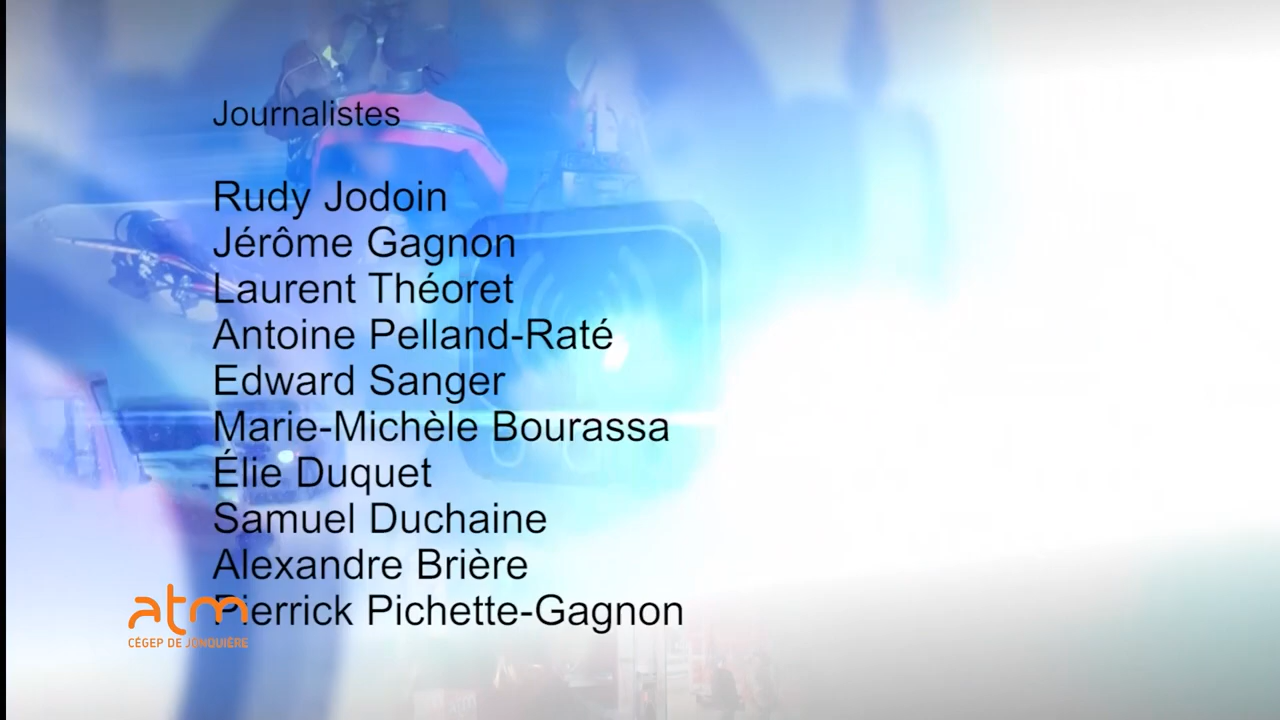 Journalistes
Rudy Jodoin
Jérôme Gagnon
Laurent Théoret
Antoine Pelland-Raté
Edward Sanger
Marie-Michèle Bourassa
Élie Duquet
Samuel Duchaine
Alexandre Brière
Pierrick Pichette-Gagnon
atm
CÉGEP DE JONQUIÈRE